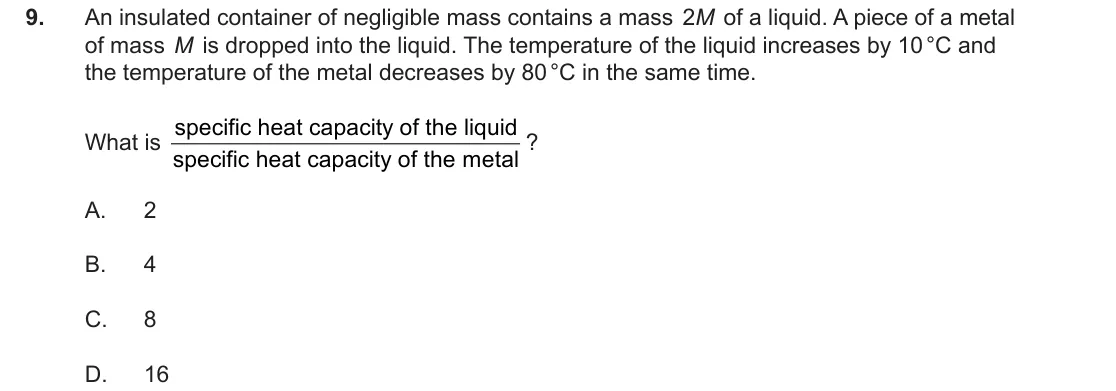 9. An insulated container of negligible mass contains a mass 2M of a liquid. A piece of a metal
of mass M is dropped into the liquid. The temperature of the liquid increases by 10 °C and
the temperature of the metal decreases by 80 °C in the same time.
specific heat capacity of the liquid
What is ?
specific heat capacity of the metal
A. 2
B. 4
C. 8
D. 16